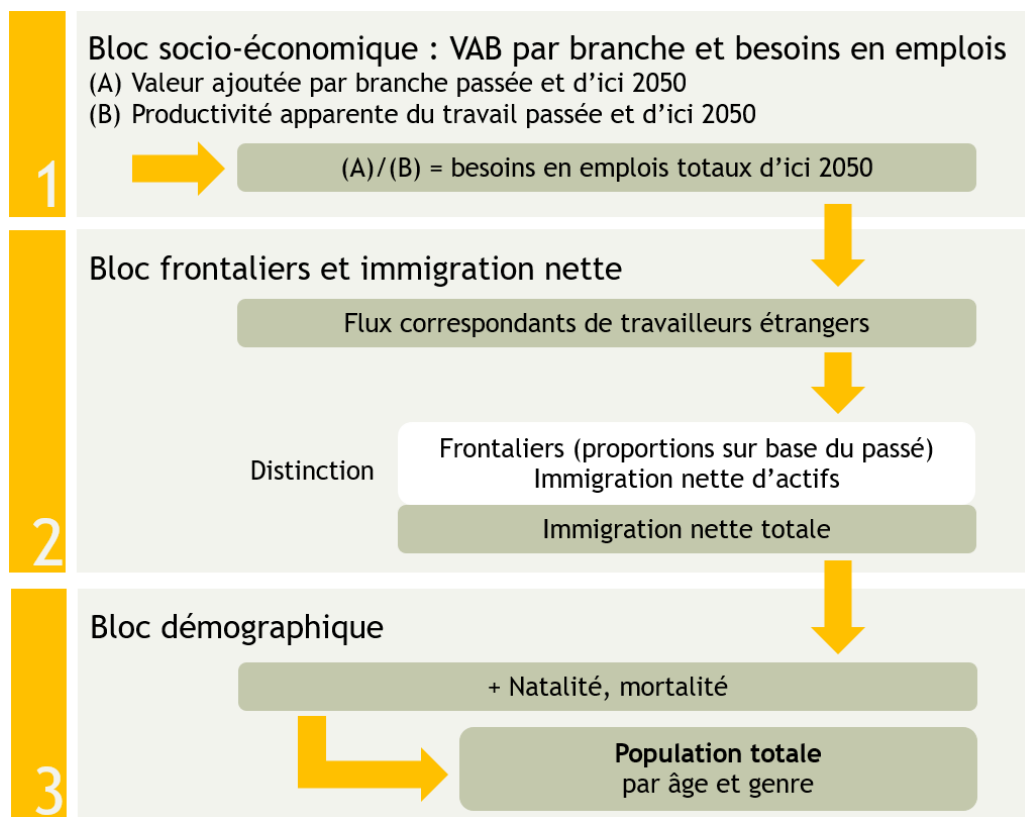 Bloc socio-économique : VAB par branche et besoins en emplois
(A) Valeur ajoutée par branche passée et d’ici 2050
(B) Productivité apparente du travail passée et d’ici 2050
(A)/(B) = besoins en emplois totaux d’ici 2050
1
Bloc frontaliers et immigration nette
Flux correspondants de travailleurs étrangers
Distinction
Frontaliers (proportions sur base du passé)
Immigration nette d’actifs
Immigration nette totale
2
Bloc démographique
+ Natalité, mortalité
Population totale
par âge et genre
3